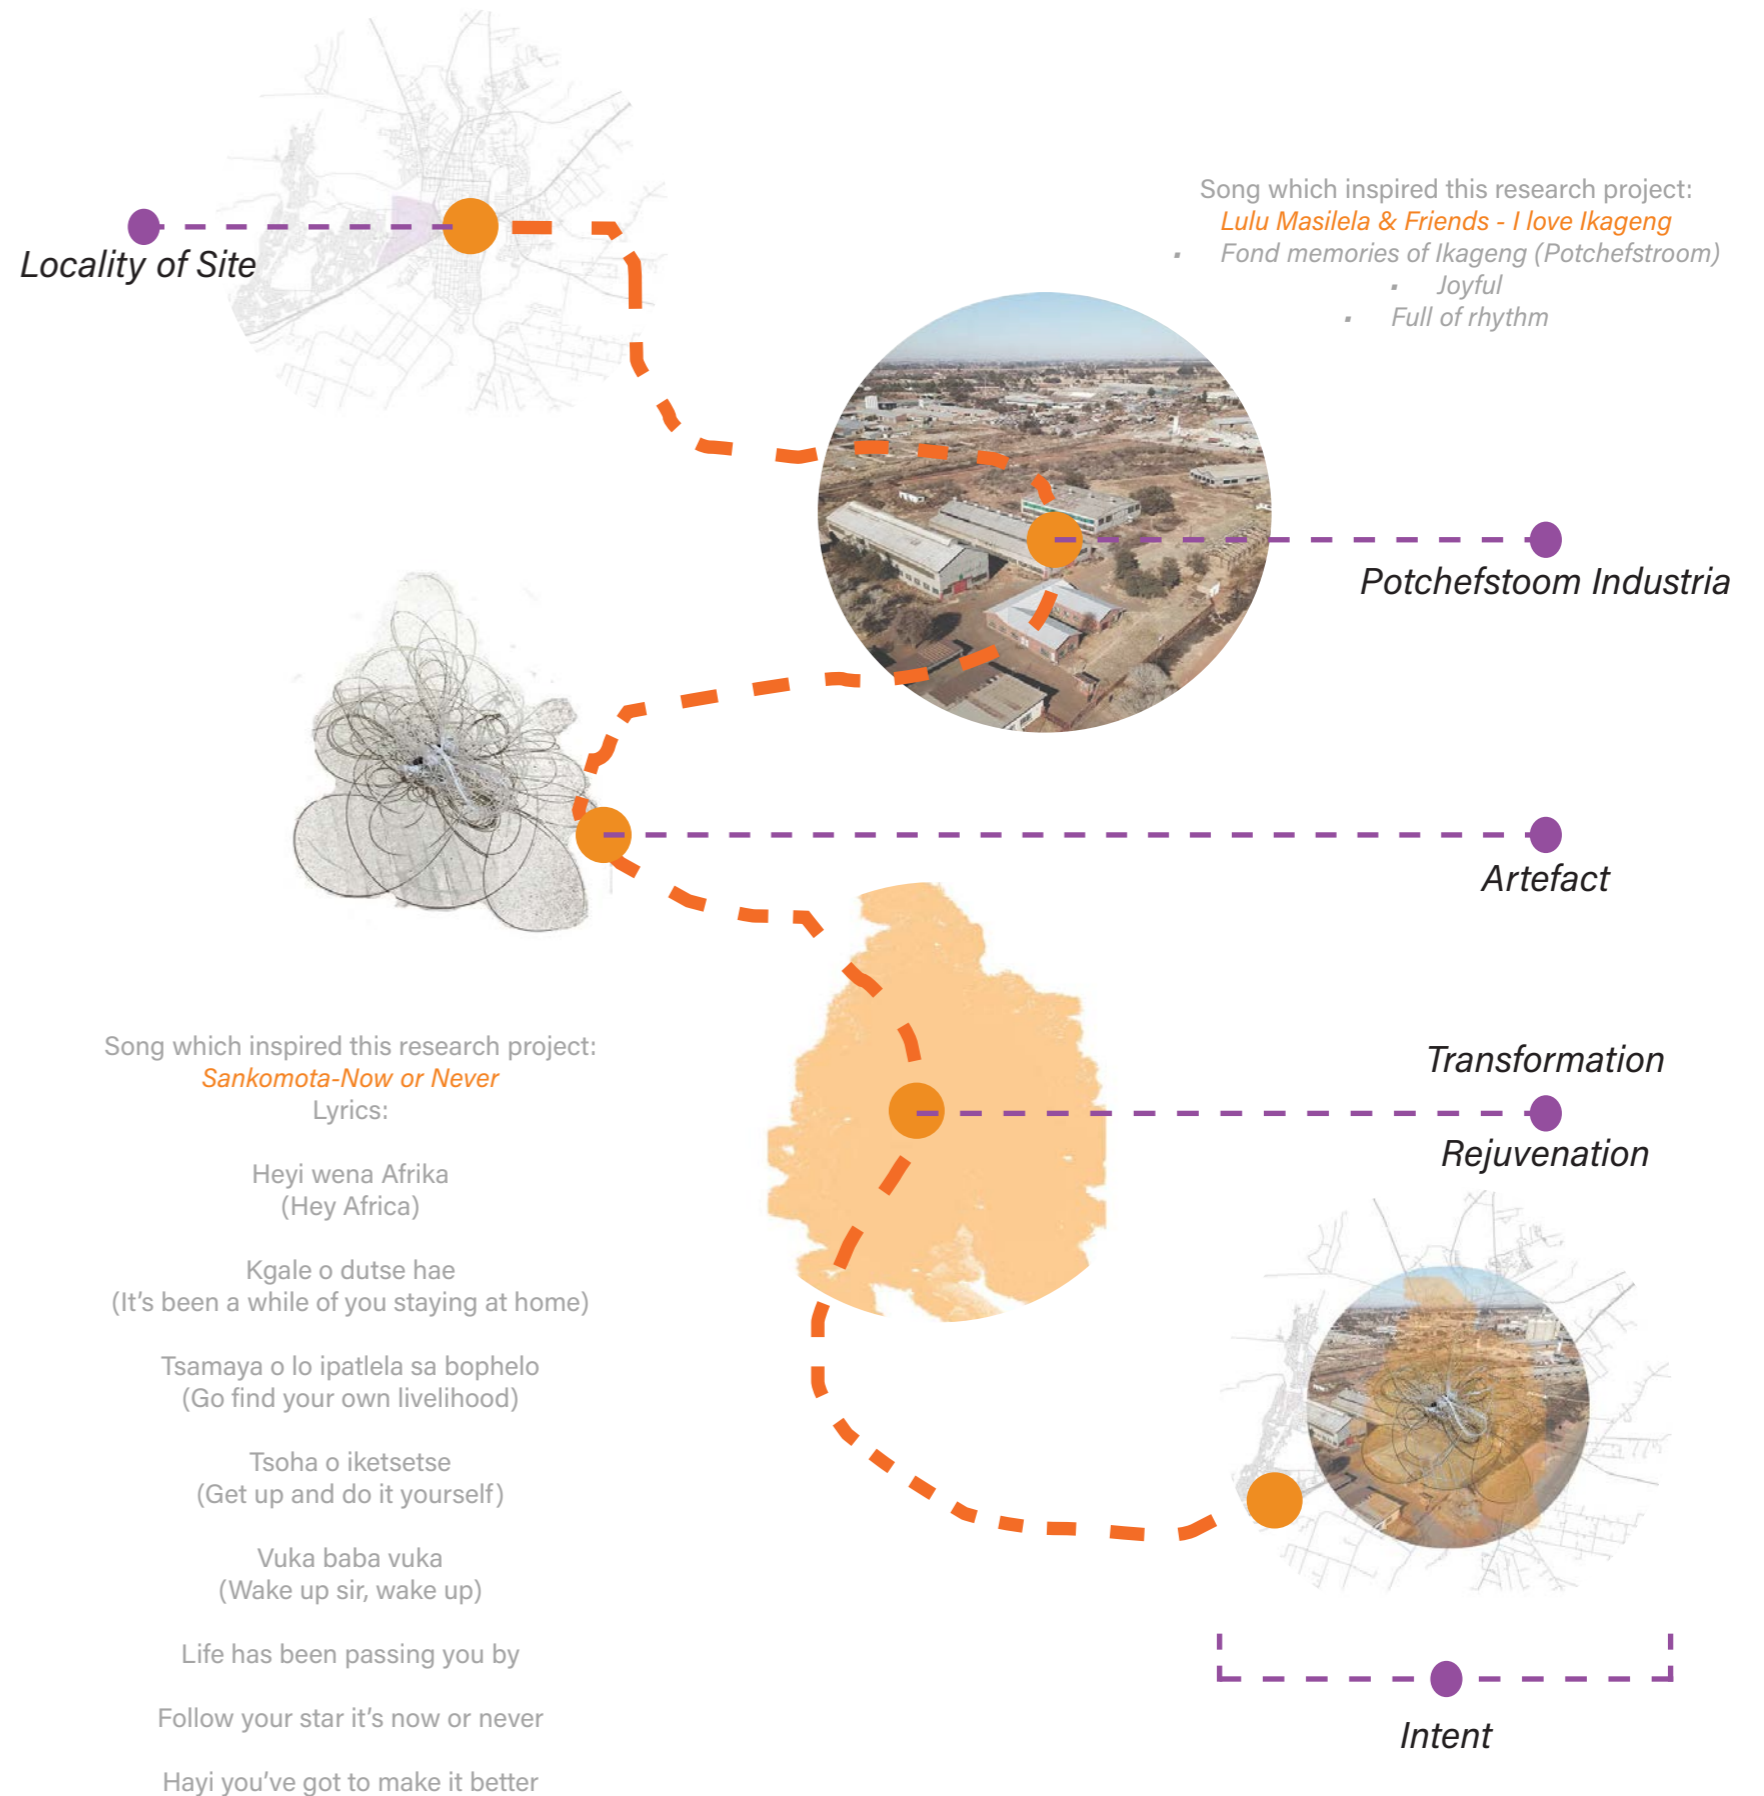 Locality of Site
Song which inspired this research project:
Lulu Masilela & Friends - I love Ikageng
▪ Fond memories of Ikageng (Potchefstroom)
▪ Joyful
▪ Full of rhythm
Potchefstoom Industria
Artefact
Transformation
Rejuvenation
Song which inspired this research project:
Sankomota-Now or Never
Lyrics:
Heyi wena Afrika
(Hey Africa)
Kgale o dutse hae
(It’s been a while of you staying at home)
Tsamaya o lo ipatlela sa bophelo
(Go find your own livelihood)
Tsoha o iketsetse
(Get up and do it yourself)
Vuka baba vuka
(Wake up sir, wake up)
Life has been passing you by
Follow your star it’s now or never
Hayi you’ve got to make it better
Intent